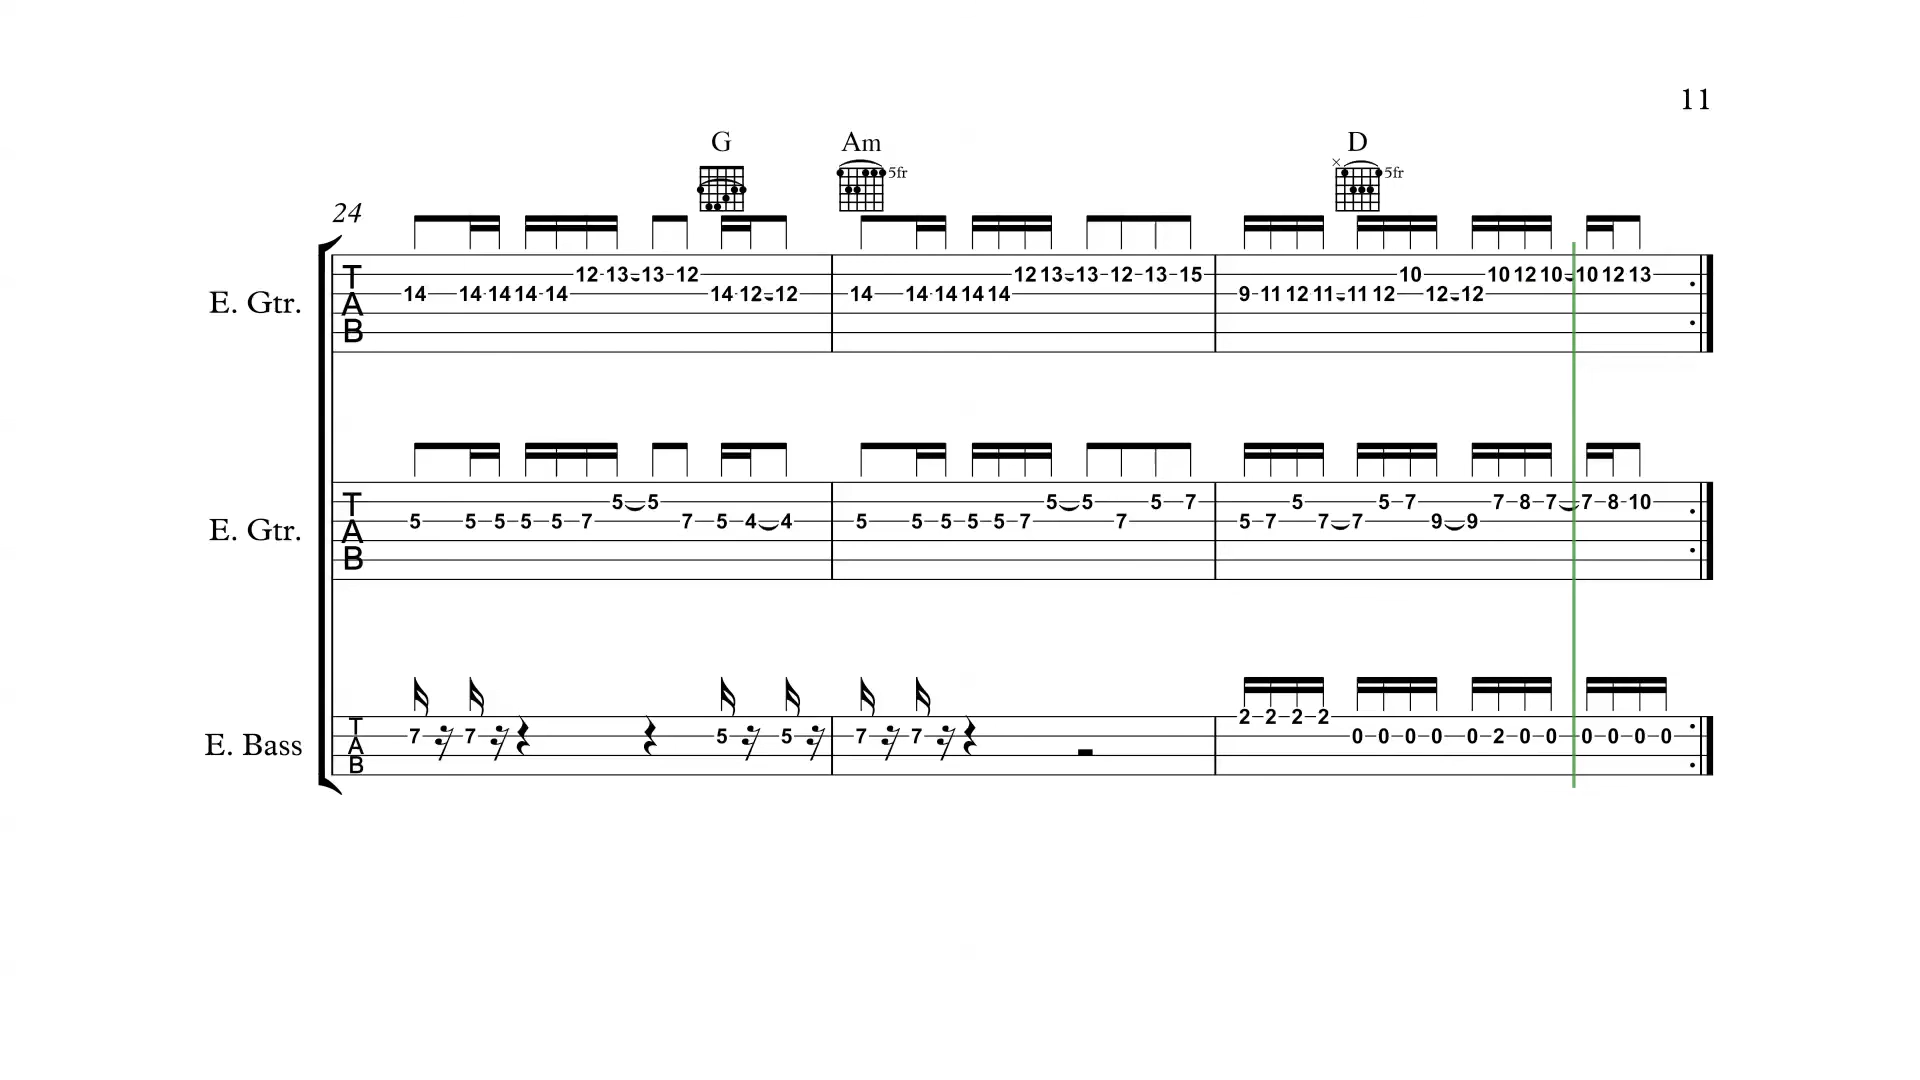 11
G Am D
5fr 5fr
24
14 14 14 14 14 12 13 13 12 14 12 12 14 14 14 14 14 12 13 13 12 13 15 9 11 12 11 11 12 10 12 12 10 12 10 10 12 13
E. Gtr.
TAB
5 5 5 5 5 7 5 5 7 5 4 4 5 5 5 5 5 7 5 5 7 5 7 5 7 5 7 7 5 7 9 9 7 8 7 7 8 10
E. Gtr.
TAB
7 7 5 5 7 7 2 2 2 2 0 0 0 0 0 2 0 0 0 0 0 0
E. Bass
TAB